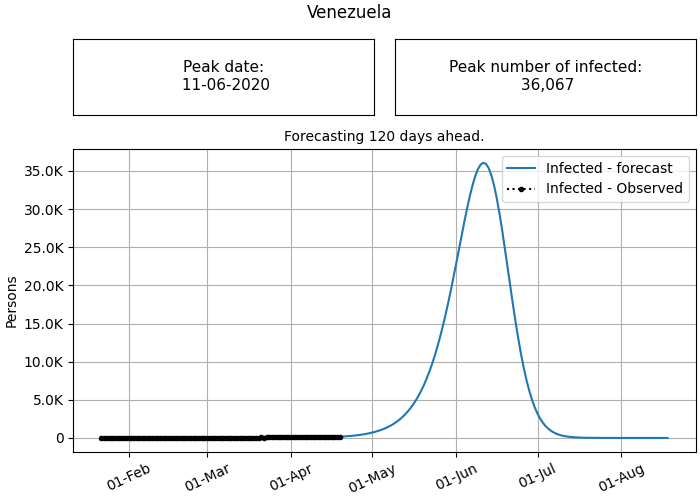 Venezuela
Peak date:
11-06-2020
Peak number of infected:
36,067
Forecasting 120 days ahead.
Infected - forecast
Infected - Observed
35.0K
30.0K
25.0K
20.0K
15.0K
10.0K
5.0K
0
Persons
01-Feb
01-Mar
01-Apr
01-May
01-Jun
01-Jul
01-Aug